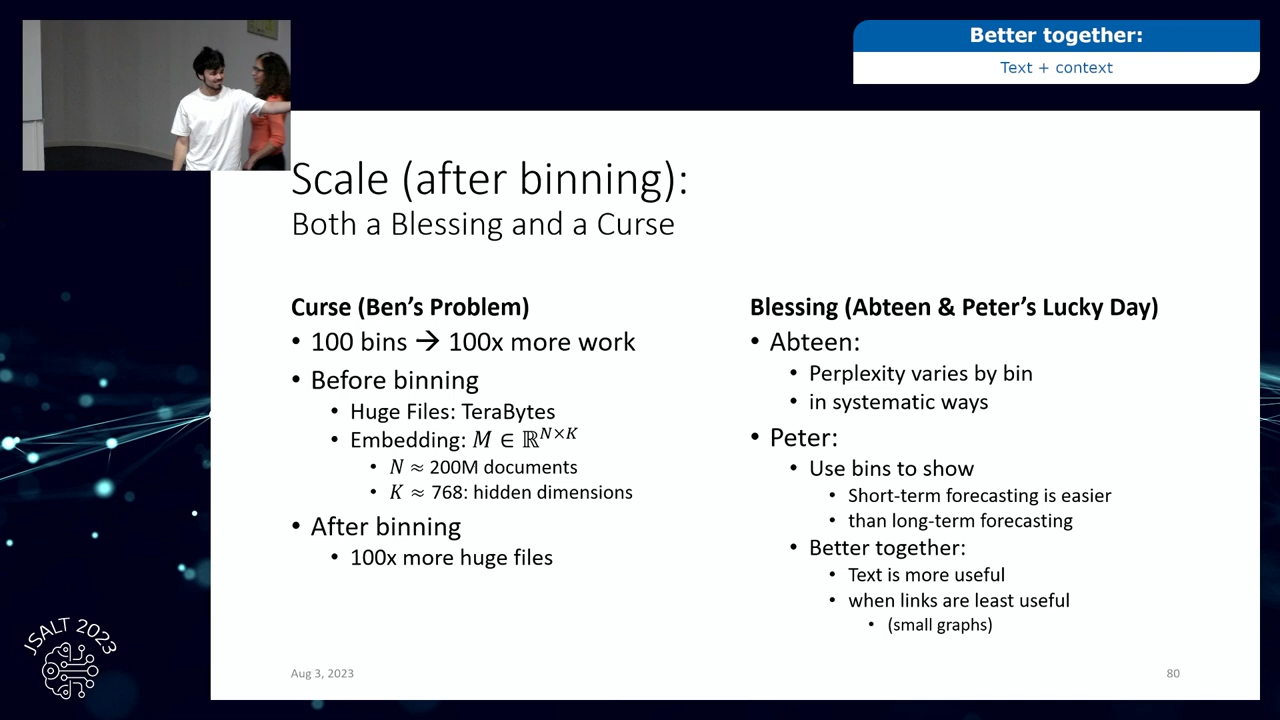 Better together:
Text + context
Scale (after binning):
Both a Blessing and a Curse
Curse (Ben's Problem)
• 100 bins → 100x more work
• Before binning
• Huge Files: TeraBytes
• Embedding: M ∈ ℝ^{N×K}
• N ≈ 200M documents
• K ≈ 768: hidden dimensions
• After binning
• 100x more huge files
Blessing (Abteen & Peter's Lucky Day)
• Abteen:
• Perplexity varies by bin
• in systematic ways
• Peter:
• Use bins to show
• Short-term forecasting is easier
• than long-term forecasting
• Better together:
• Text is more useful
• when links are least useful
• (small graphs)
JSALT 2023
Aug 3, 2023
80